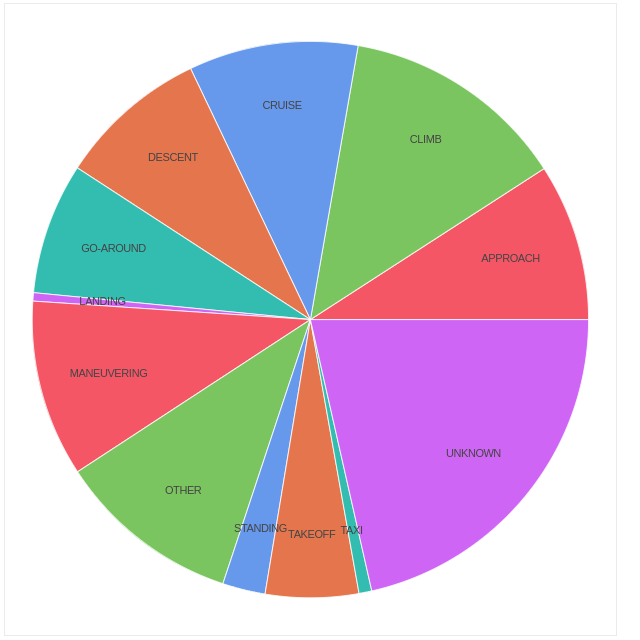 CRUISE
CLIMB
DESCENT
GO-AROUND
APPROACH
LANDING
MANEUVERING
UNKNOWN
OTHER
STANDING
TAKEOFF
TAXI